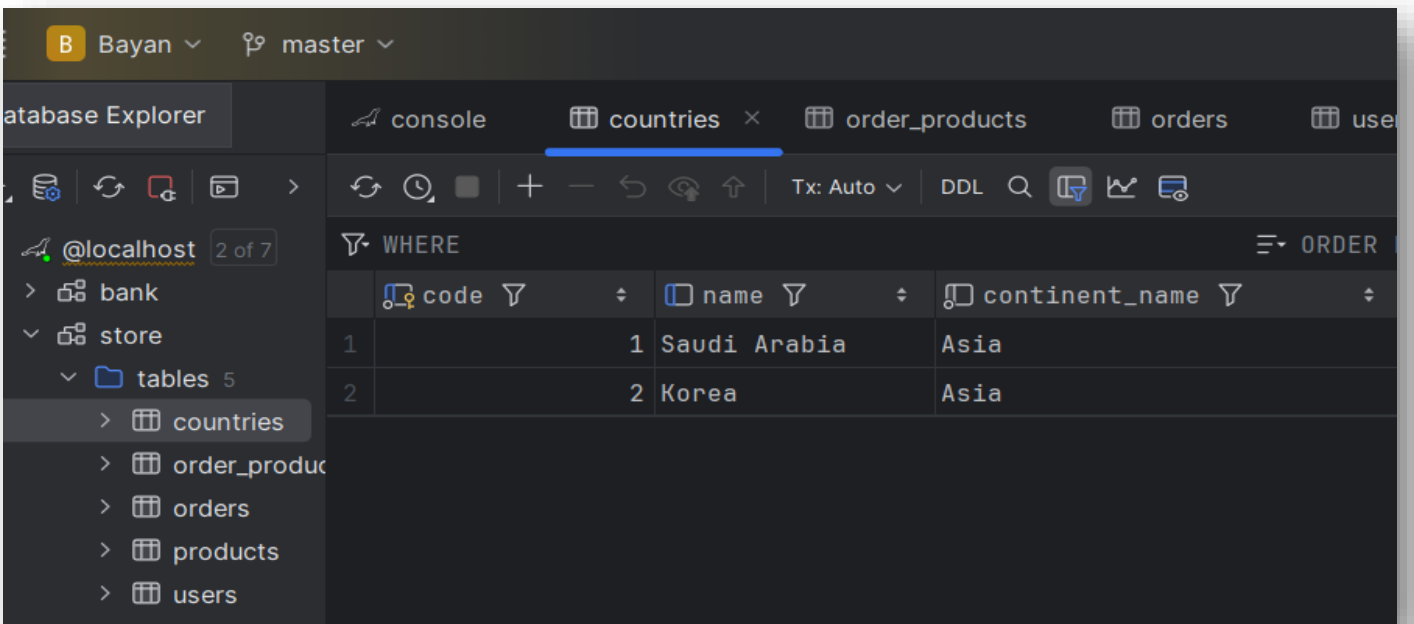 B Bayan master
atabase Explorer
console countries order_products orders use
Tx: Auto DDL
@localhost 2 of 7
WHERE ORDER
bank
code name continent_name
store
1 1 Saudi Arabia Asia
tables 5
2 2 Korea Asia
countries
order_produc
orders
products
users